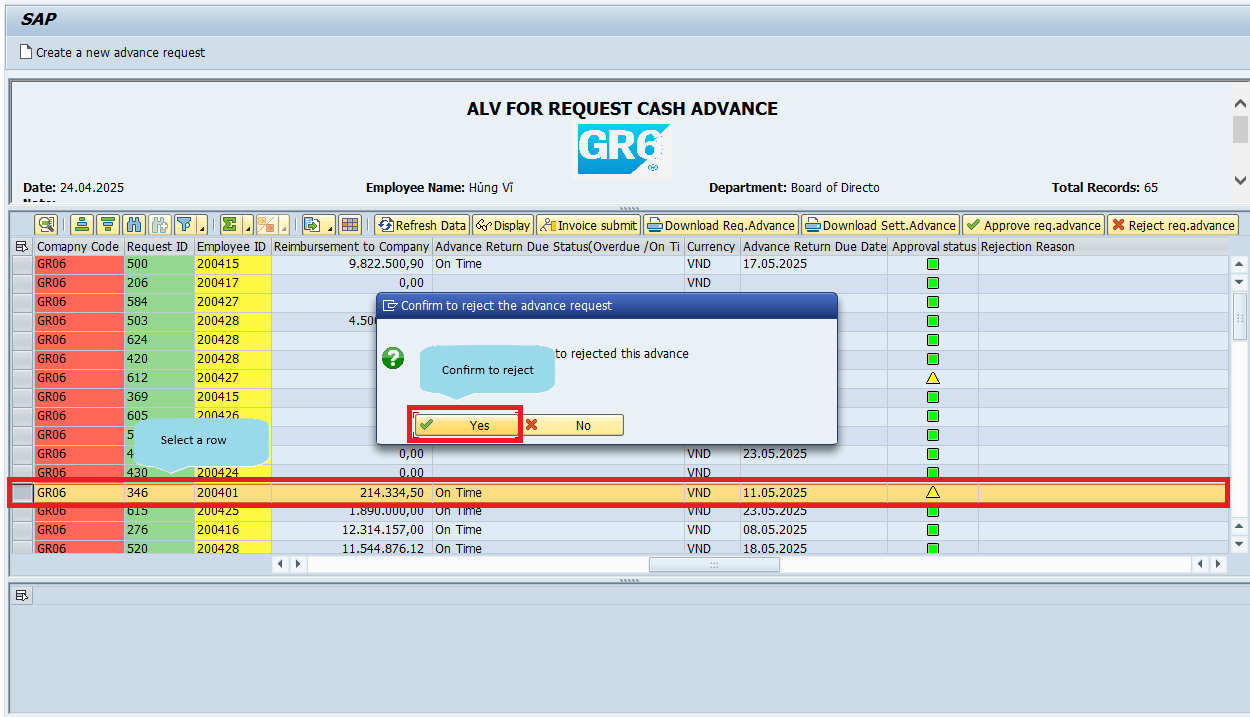 SAP
Create a new advance request
ALV FOR REQUEST CASH ADVANCE
GR6
Date: 24.04.2025 Employee Name: Hùng Vĩ Department: Board of Directo Total Records: 65
Refresh Data Display Invoice submit Download Req.Advance Download Sett.Advance Approve req.advance Reject req.advance
Comapny Code Request ID Employee ID Reimbursement to Company Advance Return Due Status(Overdue /On Ti Currency Advance Return Due Date Approval status Rejection Reason
GR06 500 200415 9.822.500,90 On Time VND 17.05.2025
GR06 206 200417 0,00 VND
GR06 584 200427
Confirm to reject the advance request
GR06 503 200428
GR06 624 200428
to rejected this advance
GR06 420 200428
Confirm to reject
GR06 612 200427
GR06 369 200415
GR06 605 200426
Yes No
GR06
Select a row
GR06 0,00 VND 23.05.2025
GR06 430 200424 0,00 VND
GR06 346 200401 214.334,50 On Time VND 11.05.2025
GR06 615 200425 1.890.000,00 On Time VND 23.05.2025
GR06 276 200416 12.314.157,00 On Time VND 08.05.2025
GR06 520 200428 11.544.876,12 On Time VND 18.05.2025